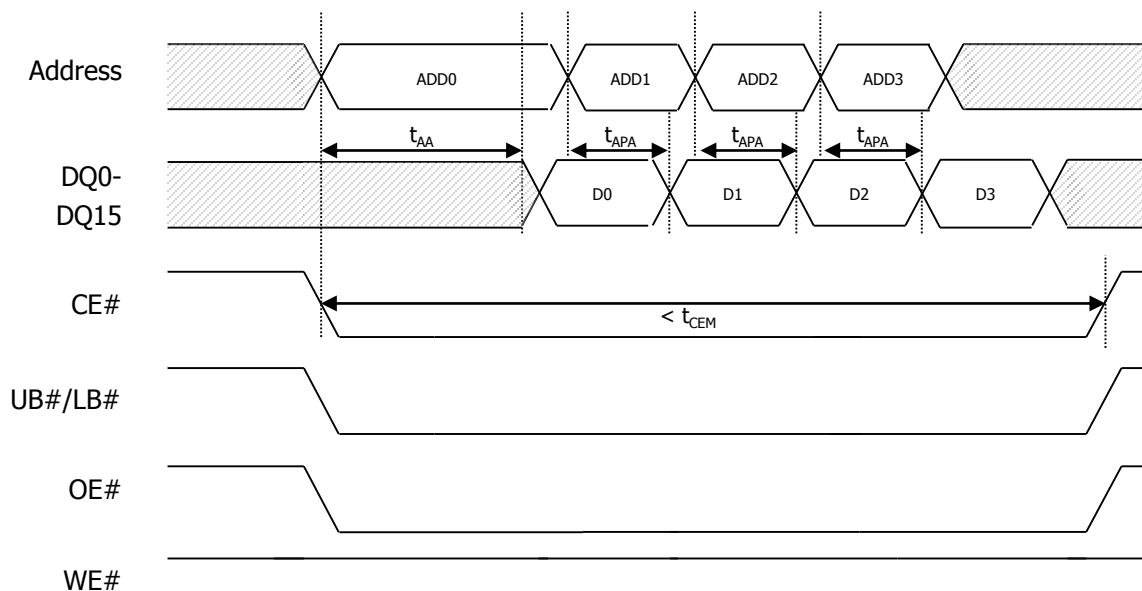 Address
ADD0 ADD1 ADD2 ADD3
tAA tAPA tAPA tAPA
DQ0-
DQ15
D0 D1 D2 D3
CE#
< tCEM
UB#/LB#
OE#
WE#